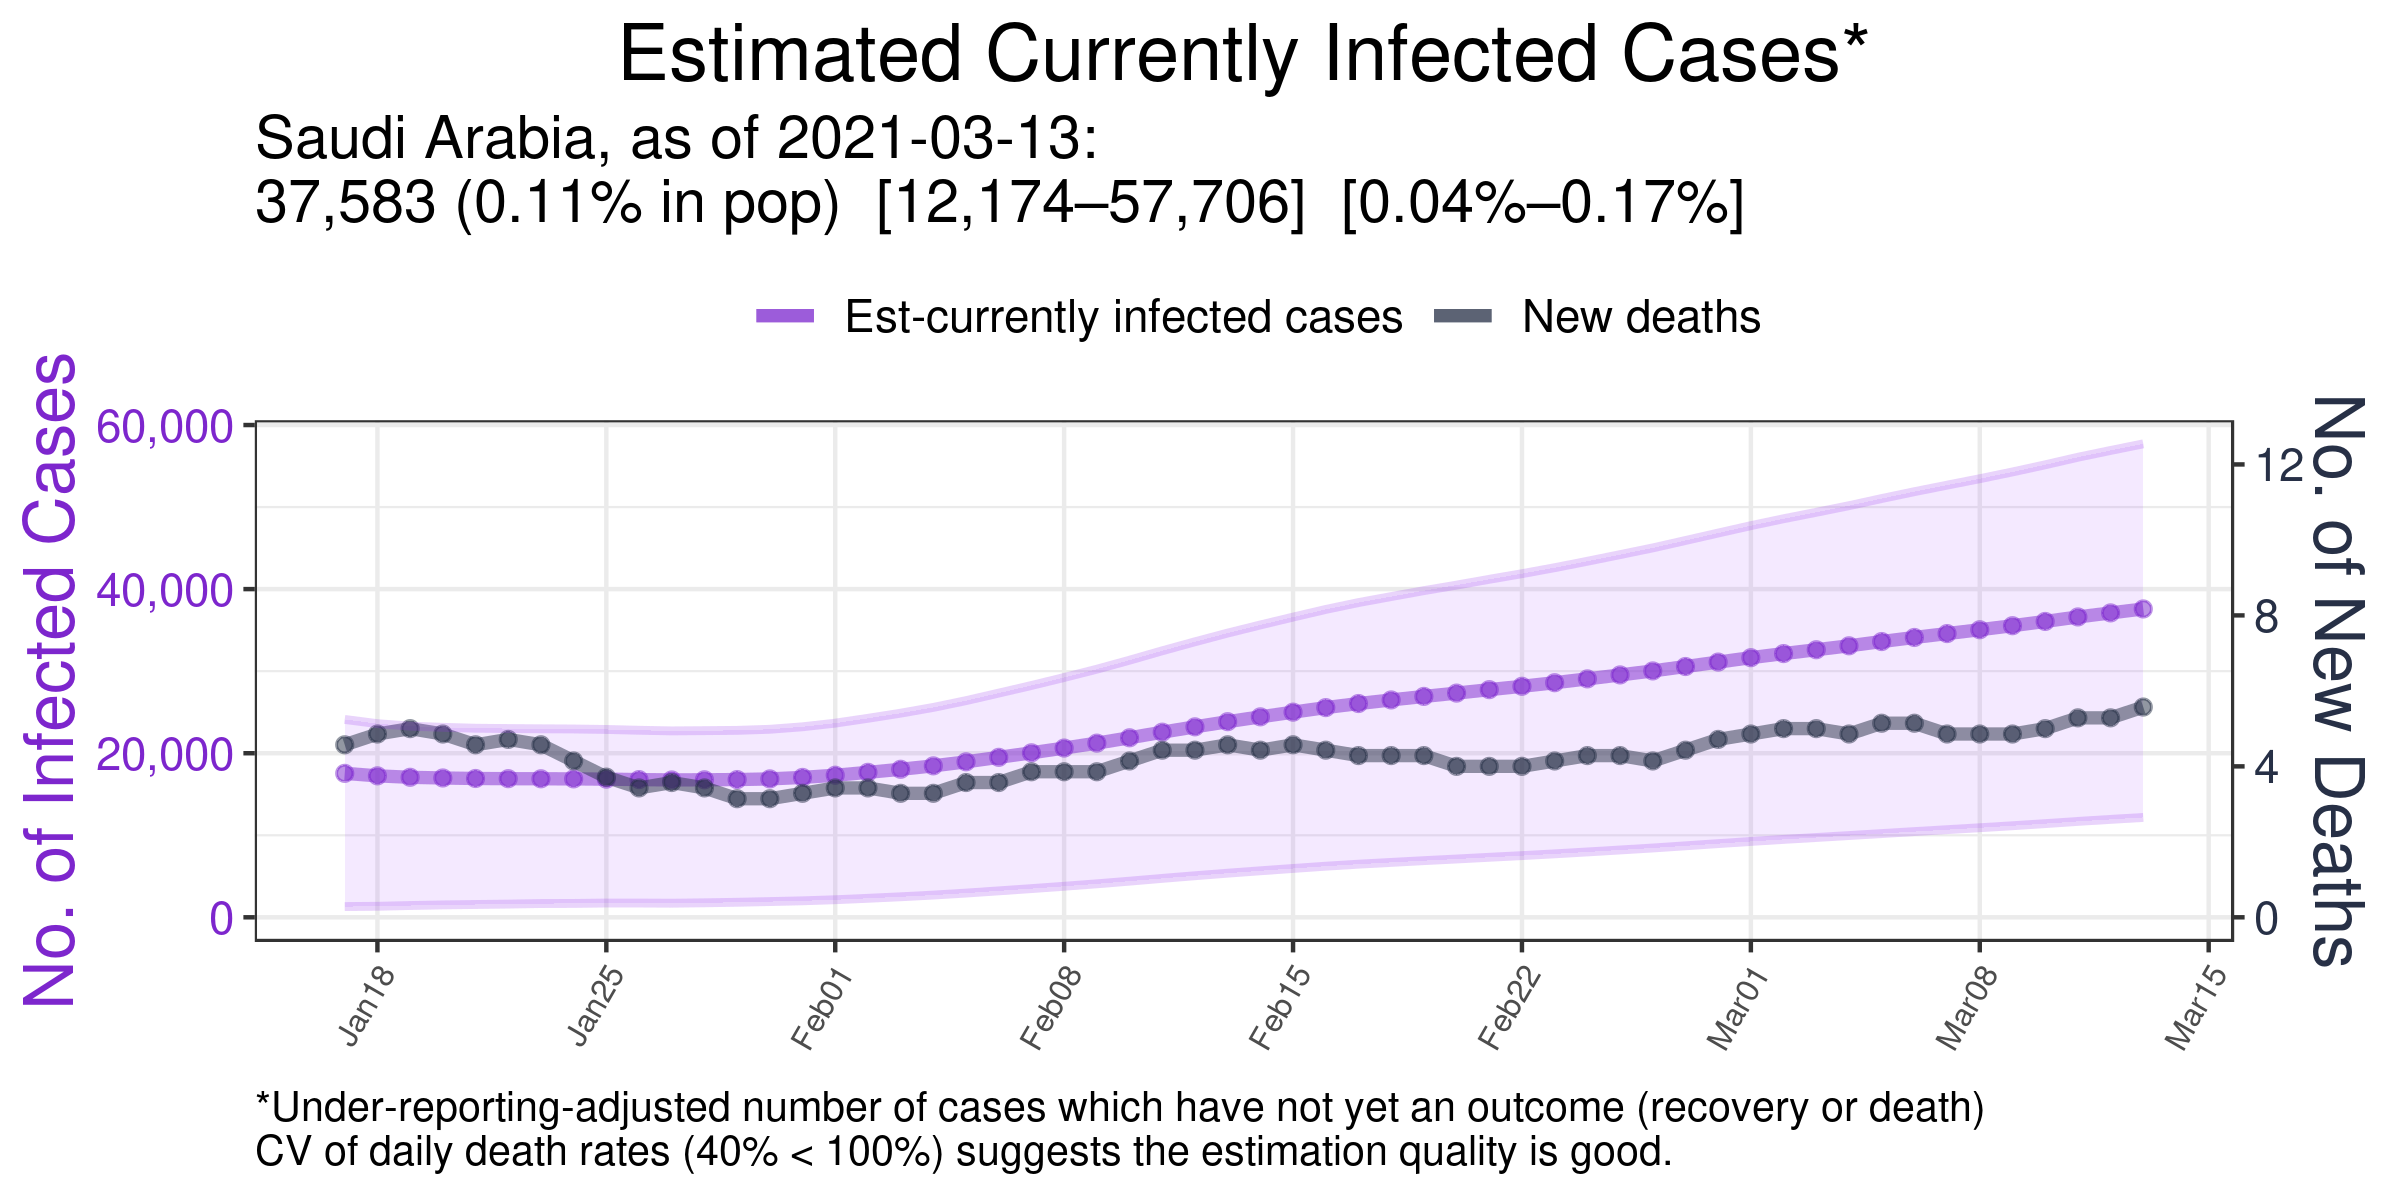 Estimated Currently Infected Cases*
Saudi Arabia, as of 2021-03-13:
37,583 (0.11% in pop)  [12,174–57,706]  [0.04%–0.17%]
Est-currently infected cases
New deaths
No. of Infected Cases
60,000
40,000
20,000
0
12
8
4
0
No. of New Deaths
Jan18
Jan25
Feb01
Feb08
Feb15
Feb22
Mar01
Mar08
Mar15
*Under-reporting-adjusted number of cases which have not yet an outcome (recovery or death)
CV of daily death rates (40% < 100%) suggests the estimation quality is good.